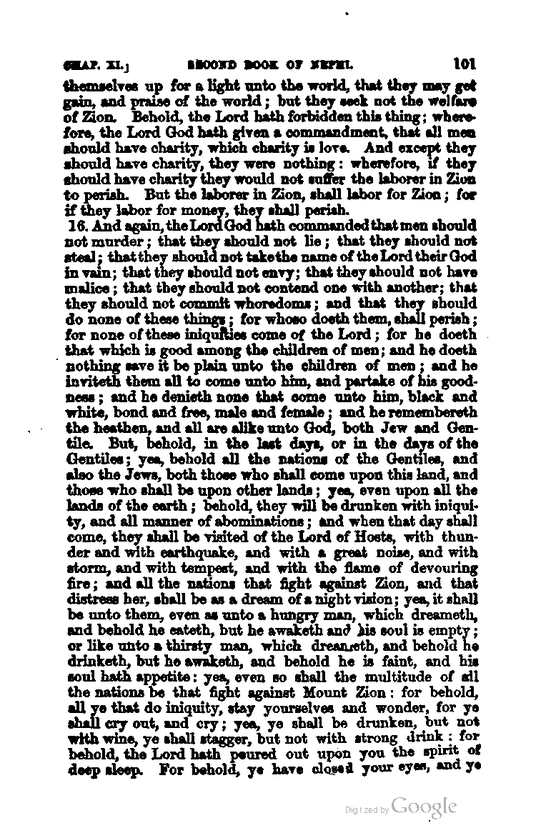 CHAP. XI.] SECOND BOOK OF NEPHI. 101
themselves up for a light unto the world, that they may get
gain, and praise of the world; but they seek not the welfare
of Zion. Behold, the Lord hath forbidden this thing; where-
fore, the Lord God hath given a commandment, that all men
should have charity, which charity is love. And except they
should have charity, they were nothing: wherefore, if they
should have charity they would not suffer the laborer in Zion
to perish. But the laborer in Zion, shall labor for Zion; for
if they labor for money, they shall perish.
16. And again, the Lord God hath commanded that men should
not murder; that they should not lie; that they should not
steal; that they should not take the name of the Lord their God
in vain; that they should not envy; that they should not have
malice; that they should not contend one with another; that
they should not commit whoredoms; and that they should
do none of these things; for whoso doeth them, shall perish;
for none of these iniquities come of the Lord; for he doeth
that which is good among the children of men; and he doeth
nothing save it be plain unto the children of men; and he
inviteth them all to come unto him, and partake of his good-
ness; and he denieth none that come unto him, black and
white, bond and free, male and female; and he remembereth
the heathen, and all are alike unto God, both Jew and Gen-
tile. But, behold, in the last days, or in the days of the
Gentiles; yea, behold all the nations of the Gentiles, and
also the Jews, both those who shall come upon this land, and
those who shall be upon other lands; yea, even upon all the
lands of the earth; behold, they will be drunken with iniqui-
ty, and all manner of abominations; and when that day shall
come, they shall be visited of the Lord of Hosts, with thun-
der and with earthquake, and with a great noise, and with
storm, and with tempest, and with the flame of devouring
fire; and all the nations that fight against Zion, and that
distress her, shall be as a dream of a night vision; yea, it shall
be unto them, even as unto a hungry man, which dreameth,
and behold he eateth, but he awaketh and his soul is empty;
or like unto a thirsty man, which dreameth, and behold he
drinketh, but he awaketh, and behold he is faint, and his
soul hath appetite: yea, even so shall the multitude of all
the nations be that fight against Mount Zion: for behold,
all ye that do iniquity, stay yourselves and wonder, for ye
shall cry out, and cry; yea, ye shall be drunken, but not
with wine, ye shall stagger, but not with strong drink: for
behold, the Lord hath poured out upon you the spirit of
deep sleep. For behold, ye have closed your eyes, and ye
Digitized by Google